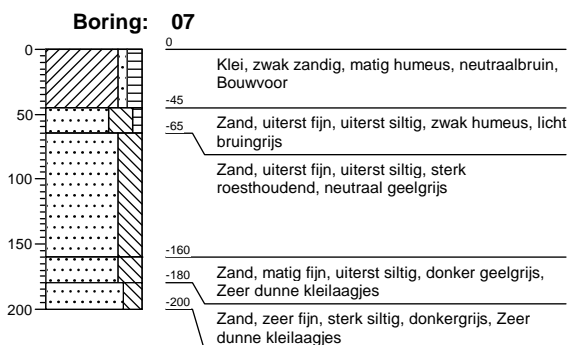 Boring: 07
0
50
100
150
200
0
Klei, zwak zandig, matig humeus, neutraalbruin,
Bouwvoor
-45
Zand, uiterst fijn, uiterst siltig, zwak humeus, licht
bruingrijs
-65
Zand, uiterst fijn, uiterst siltig, sterk
roesthoudend, neutraal geelgrijs
-160
Zand, matig fijn, uiterst siltig, donker geelgrijs,
Zeer dunne kleilaagjes
-180
Zand, zeer fijn, sterk siltig, donkergrijs, Zeer
dunne kleilaagjes
-200